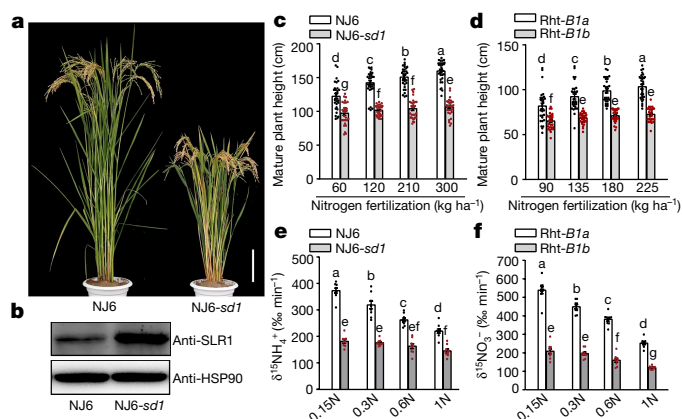 a
NJ6
NJ6-sd1
b
Anti-SLR1
Anti-HSP90
NJ6
NJ6-sd1
c
NJ6
NJ6-sd1
Mature plant height (cm)
200
150
100
50
0
d
g
c
f
b
f
a
e
60
120
210
300
Nitrogen fertilization (kg ha⁻¹)
d
Rht-B1a
Rht-B1b
Mature plant height (cm)
150
120
90
60
30
0
d
f
c
e
b
e
a
e
90
135
180
225
Nitrogen fertilization (kg ha⁻¹)
e
NJ6
NJ6-sd1
δ¹⁵NH₄⁺ (‰ min⁻¹)
500
400
300
200
100
0
a
e
b
e
c
ef
d
f
0.15N
0.3N
0.6N
1N
f
Rht-B1a
Rht-B1b
δ¹⁵NO₃⁻ (‰ min⁻¹)
700
600
500
400
300
200
100
0
a
e
b
e
c
f
d
g
0.15N
0.3N
0.6N
1N